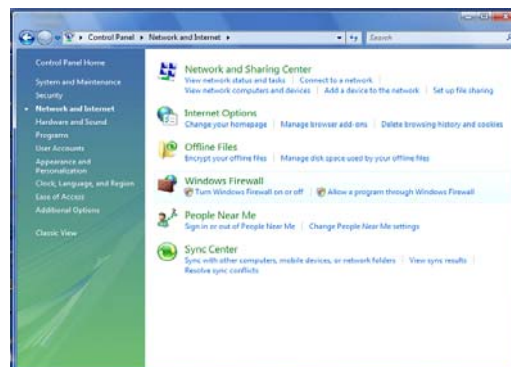 Control Panel ▸ Network and Internet ▸
Search
Control Panel Home
System and Maintenance
Security
Network and Internet
Hardware and Sound
Programs
User Accounts
Appearance and
Personalization
Clock, Language, and Region
Ease of Access
Additional Options
Classic View
Network and Sharing Center
View network status and tasks | Connect to a network
View network computers and devices | Add a device to the network | Set up file sharing
Internet Options
Change your homepage | Manage browser add-ons | Delete browsing history and cookies
Offline Files
Encrypt your offline files | Manage disk space used by your offline files
Windows Firewall
Turn Windows Firewall on or off | Allow a program through Windows Firewall
People Near Me
Sign in or out of People Near Me | Change People Near Me settings
Sync Center
Sync with other computers, mobile devices, or network folders | View sync results
Resolve sync conflicts